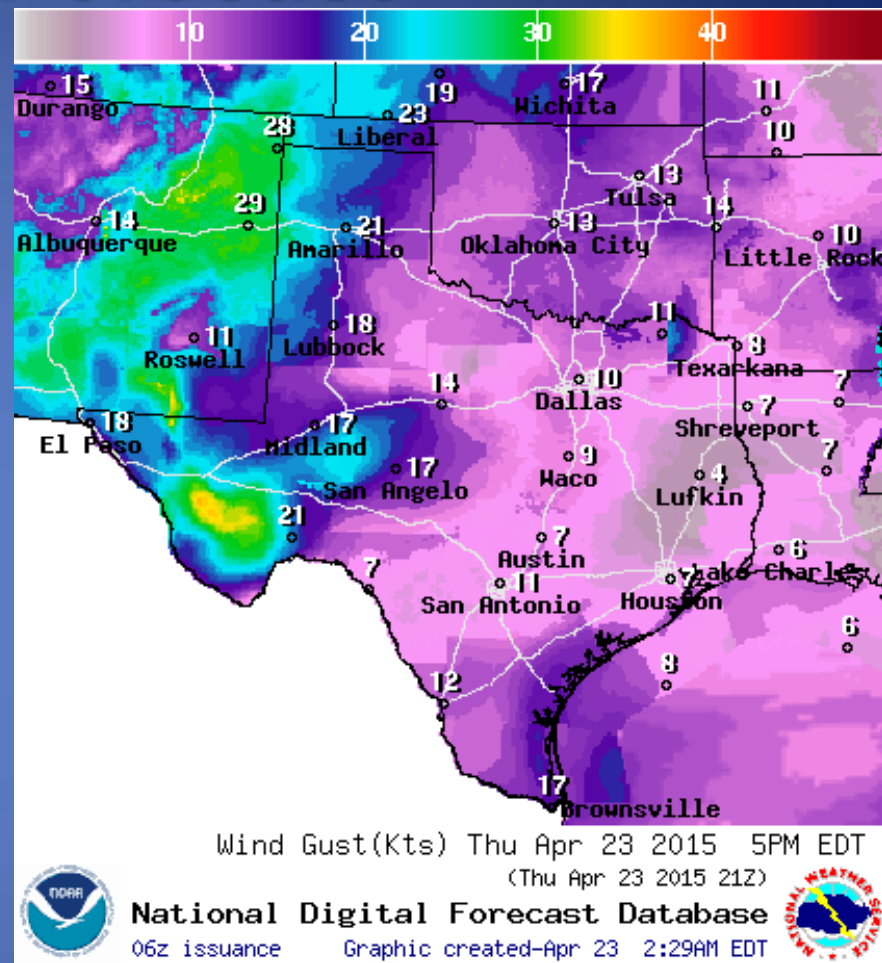 10 20 30 40
15 19 17 11
Durango 23 Wichita
28 Liberal 10
13
Tulsa
14 29 21 13 14 10
Albuquerque Amarillo Oklahoma City Little Rock
11 18 11 8
Roswell Lubbock Texarkana
14 10 7 7
Dallas
18 17 Shreveport
El Paso Midland 17 9 4 7
San Angelo Waco Lufkin
21 7 6
Austin Lake Charles
7 11 7
San Antonio Houston
6
8
12
17
Brownsville
Wind Gust(Kts) Thu Apr 23 2015 5PM EDT
(Thu Apr 23 2015 21Z)
NOAA
National Digital Forecast Database
06z issuance Graphic created-Apr 23 2:29AM EDT
NATIONAL WEATHER SERVICE